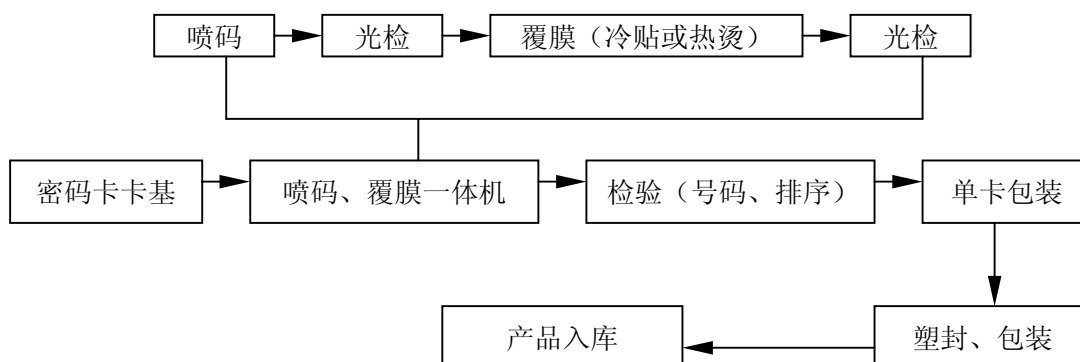 喷码
光检
覆膜（冷贴或热烫）
光检
密码卡卡基
喷码、覆膜一体机
检验（号码、排序）
单卡包装
产品入库
塑封、包装